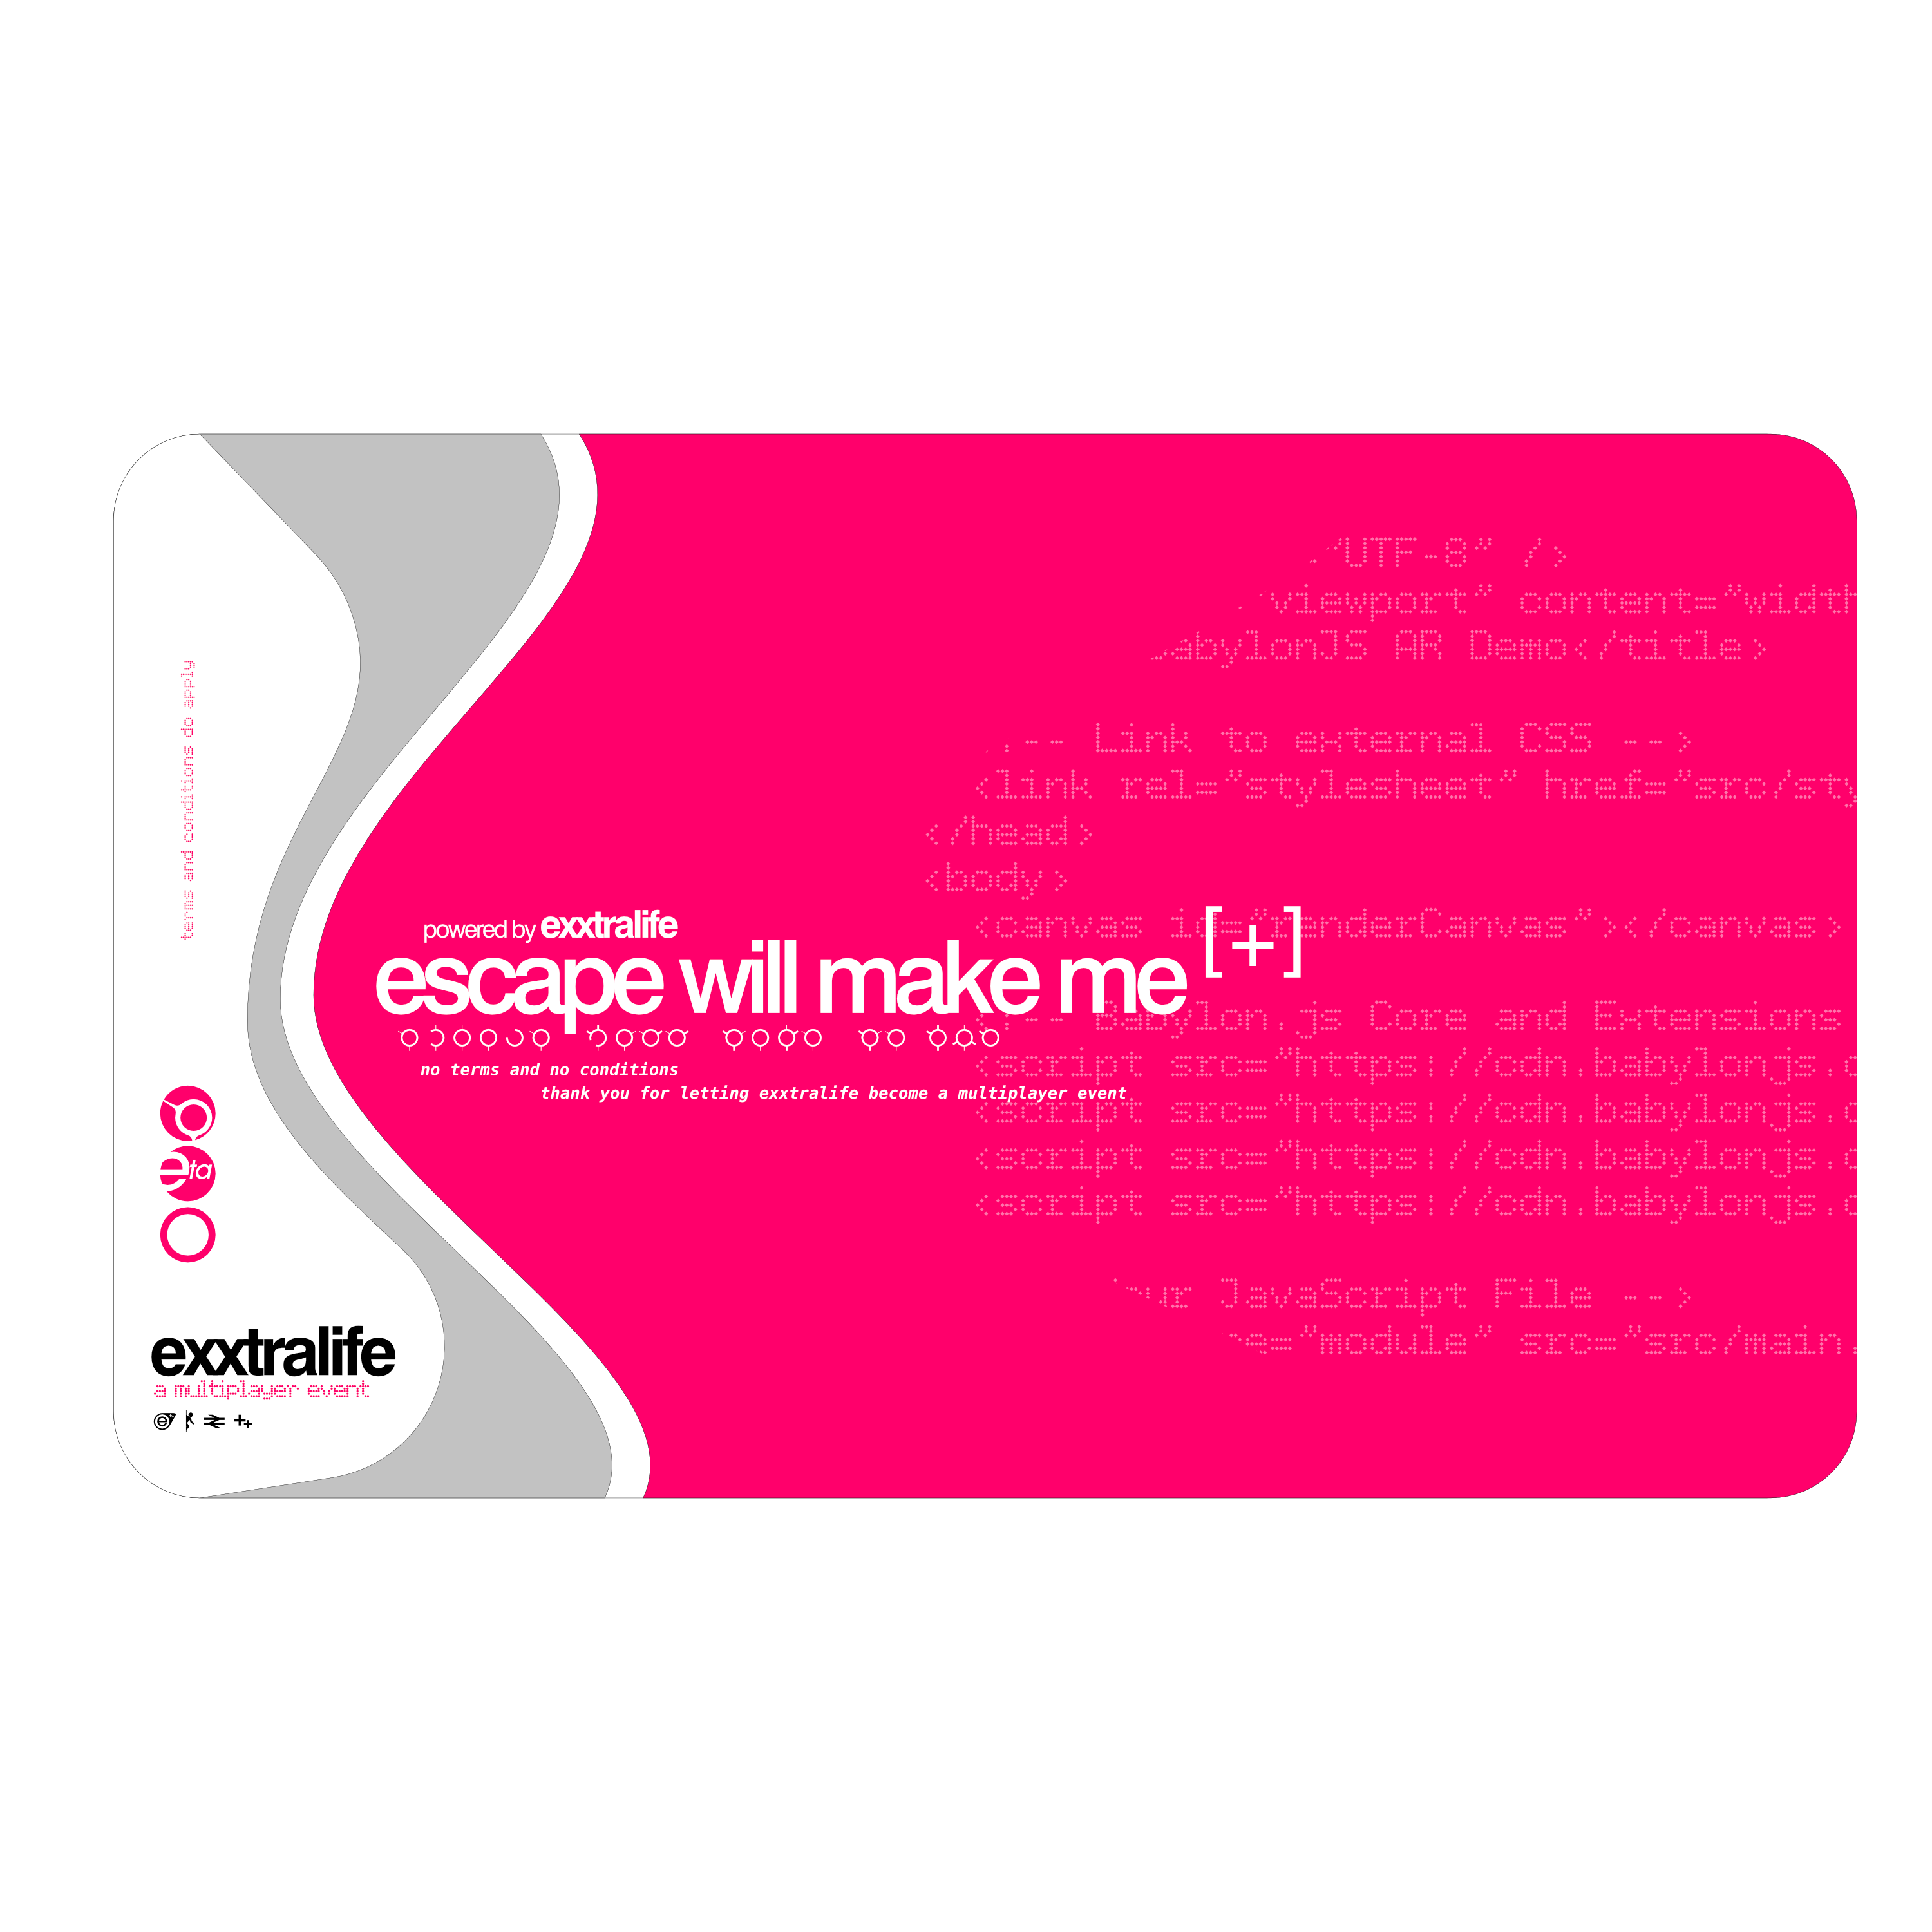 terms and conditions do apply
eta
exxtralife
a multiplayer event
powered by exxtralife
escape will make me [+]
no terms and no conditions
thank you for letting exxtralife become a multiplayer event
"UTF-8" />
"viewport" content="width
abylonJS AR Demo</title>
-- Link to external CSS -->
<link rel="stylesheet" href="src/sty
</head>
<body>
<canvas id="renderCanvas"></canvas>
<!-- Babylon.js Core and Extensions
<script src="https://cdn.babylonjs.c
<script src="https://cdn.babylonjs.c
<script src="https://cdn.babylonjs.c
<script src="https://cdn.babylonjs.c
ur JavaScript File -->
pe="module" src="src/main.